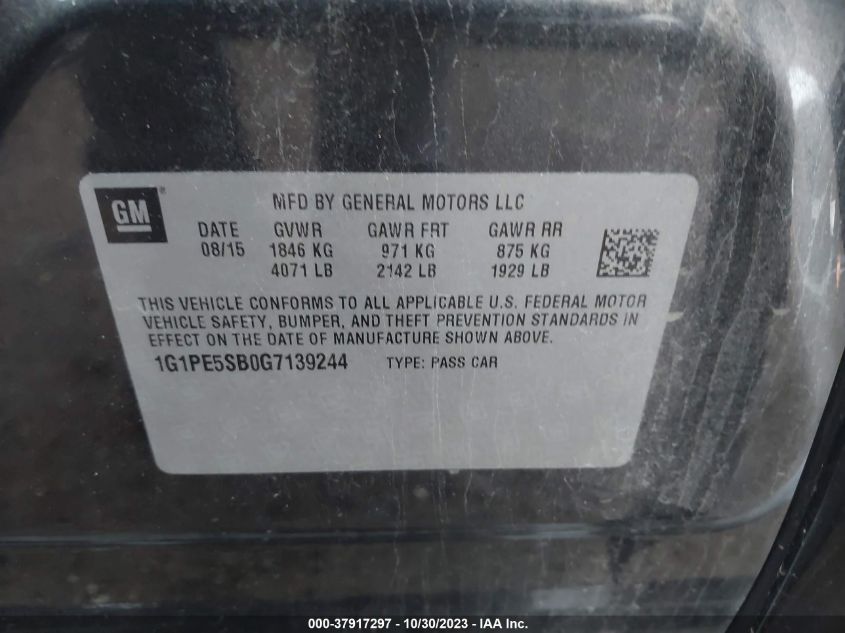 GM ®
MFD BY GENERAL MOTORS LLC
DATE GVWR GAWR FRT GAWR RR
08/15 1846 KG 971 KG 875 KG
4071 LB 2142 LB 1929 LB
THIS VEHICLE CONFORMS TO ALL APPLICABLE U.S. FEDERAL MOTOR
VEHICLE SAFETY, BUMPER, AND THEFT PREVENTION STANDARDS IN
EFFECT ON THE DATE OF MANUFACTURE SHOWN ABOVE.
1G1PE5SB0G7139244 TYPE: PASS CAR
000-37917297 - 10/30/2023 - IAA Inc.